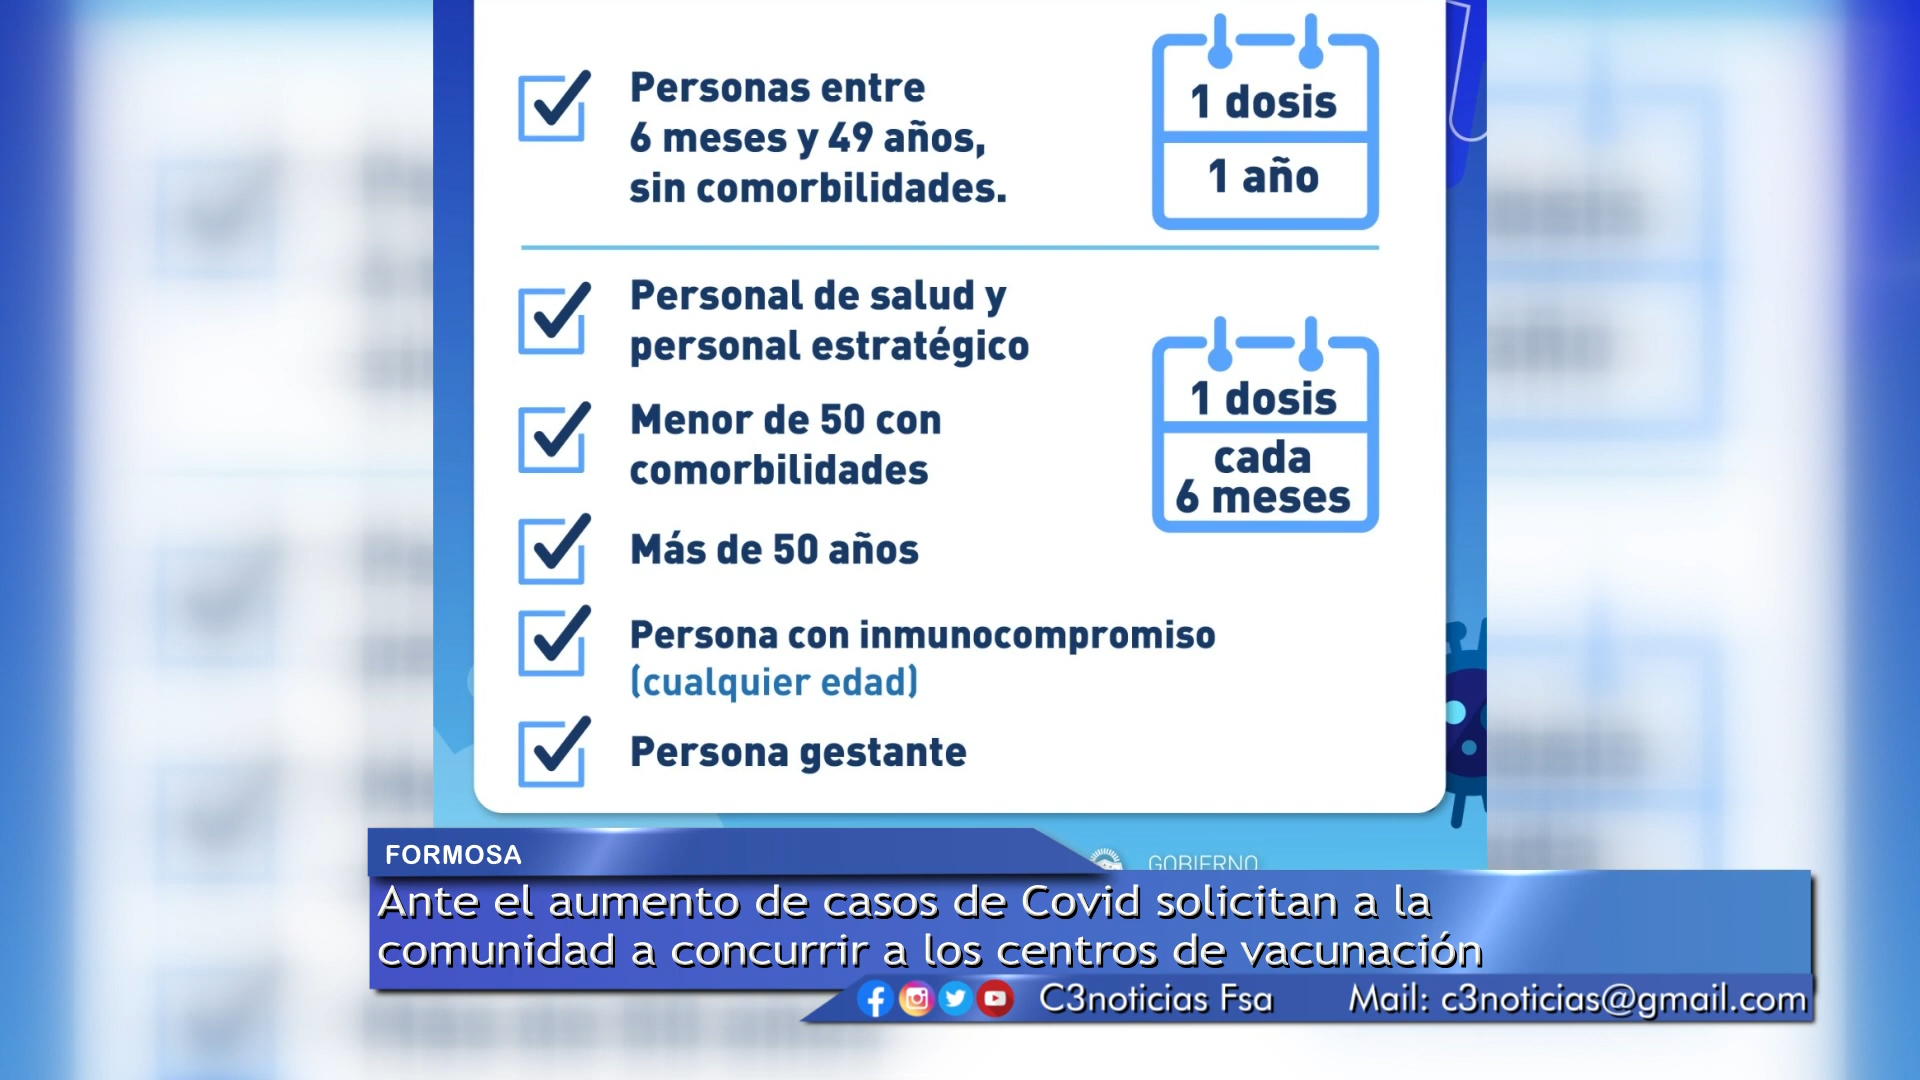 Personas entre
6 meses y 49 años,
sin comorbilidades.
1 dosis
1 año
Personal de salud y
personal estratégico
Menor de 50 con
comorbilidades
Más de 50 años
1 dosis
cada
6 meses
Persona con inmunocompromiso
(cualquier edad)
Persona gestante
GOBIERNO
FORMOSA
Ante el aumento de casos de Covid solicitan a la
comunidad a concurrir a los centros de vacunación
C3noticias Fsa Mail: c3noticias@gmail.com